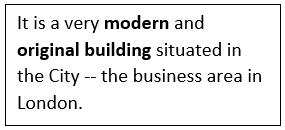 It is a very modern and
original building situated in
the City -- the business area in
London.